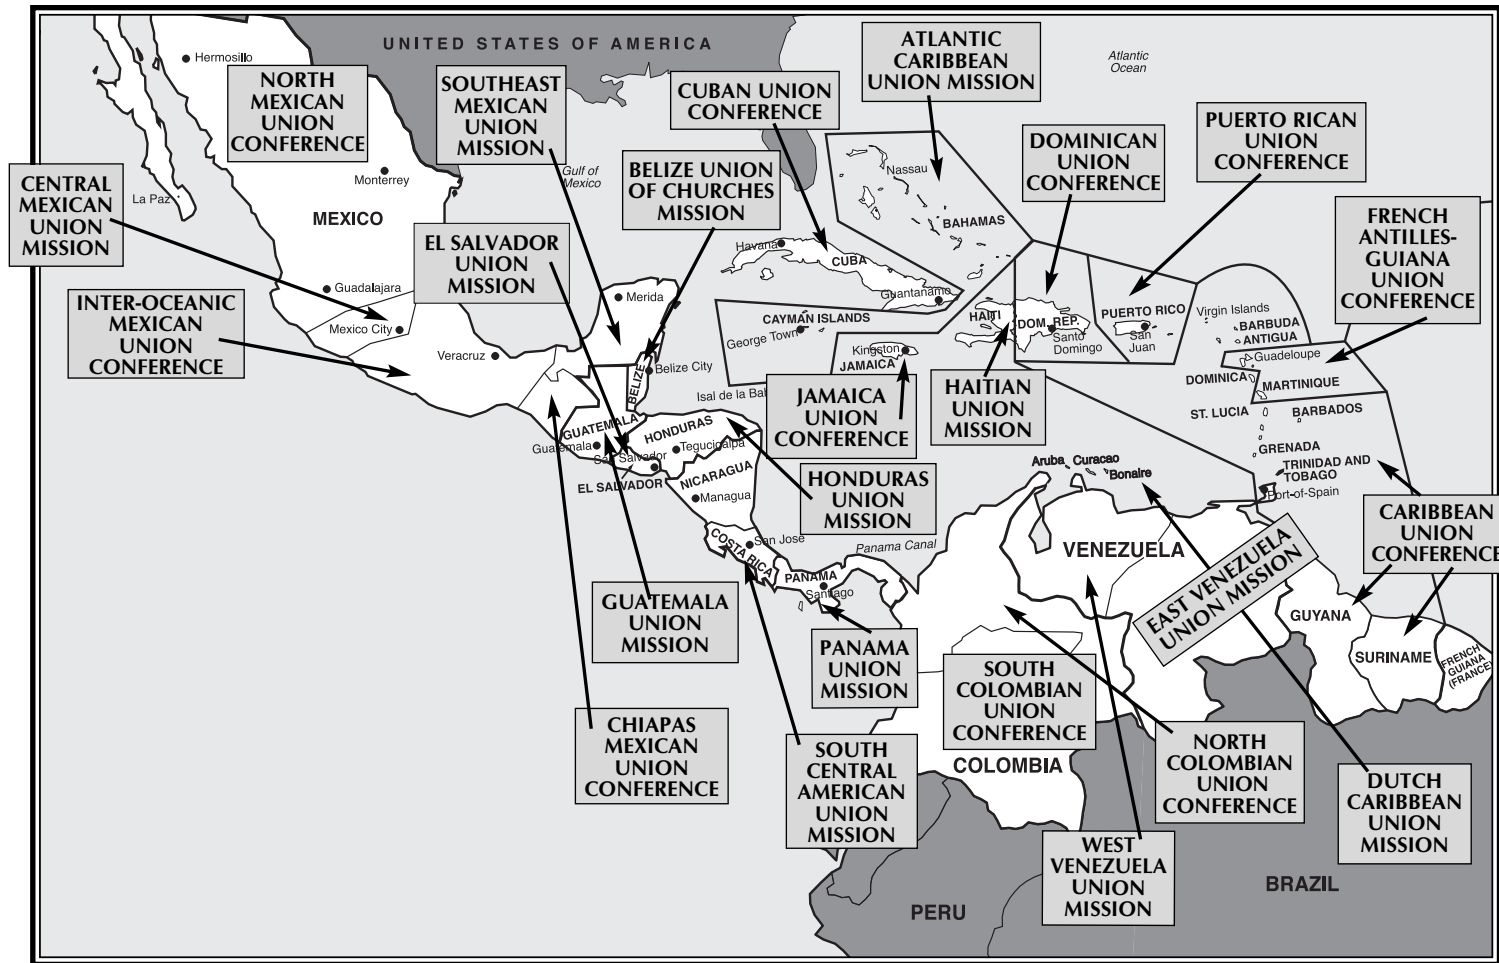 UNITED STATES OF AMERICA
Hermosillo
NORTH
MEXICAN
UNION
CONFERENCE
SOUTHEAST
MEXICAN
UNION
MISSION
CUBAN UNION
CONFERENCE
ATLANTIC
CARIBBEAN
UNION MISSION
Atlantic
Ocean
DOMINICAN
UNION
CONFERENCE
PUERTO RICAN
UNION
CONFERENCE
Monterrey
La Paz
CENTRAL
MEXICAN
UNION
MISSION
MEXICO
Gulf of
Mexico
BELIZE UNION
OF CHURCHES
MISSION
Nassau
BAHAMAS
FRENCH
ANTILLES-
GUIANA
UNION
CONFERENCE
EL SALVADOR
UNION
MISSION
Havana
CUBA
Guantanamo
Guadalajara
Merida
INTER-OCEANIC
MEXICAN
UNION
CONFERENCE
Mexico City
Veracruz
CAYMAN ISLANDS
George Town
Kingston
JAMAICA
HAITI
DOM. REP.
Santo
Domingo
PUERTO RICO
San
Juan
Virgin Islands
BARBUDA
ANTIGUA
Guadeloupe
DOMINICA
MARTINIQUE
ST. LUCIA
BARBADOS
GRENADA
TRINIDAD AND
TOBAGO
Port-of-Spain
Belize City
BELIZE
Isal de la Bah
JAMAICA
UNION
CONFERENCE
HAITIAN
UNION
MISSION
GUATEMALA
Guatemala
HONDURAS
Tegucigalpa
San Salvador
EL SALVADOR
NICARAGUA
Managua
HONDURAS
UNION
MISSION
Aruba
Curacao
Bonaire
CARIBBEAN
UNION
CONFERENCE
COSTA RICA
San Jose
Panama Canal
PANAMA
Santiago
VENEZUELA
EAST VENEZUELA
UNION MISSION
GUYANA
SURINAME
FRENCH
GUIANA
(FRANCE)
GUATEMALA
UNION
MISSION
PANAMA
UNION
MISSION
SOUTH
COLOMBIAN
UNION
CONFERENCE
COLOMBIA
CHIAPAS
MEXICAN
UNION
CONFERENCE
SOUTH
CENTRAL
AMERICAN
UNION
MISSION
NORTH
COLOMBIAN
UNION
CONFERENCE
DUTCH
CARIBBEAN
UNION
MISSION
WEST
VENEZUELA
UNION
MISSION
PERU
BRAZIL